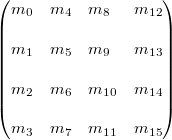 m₀ m₄ m₈ m₁₂
m₁ m₅ m₉ m₁₃
m₂ m₆ m₁₀ m₁₄
m₃ m₇ m₁₁ m₁₅